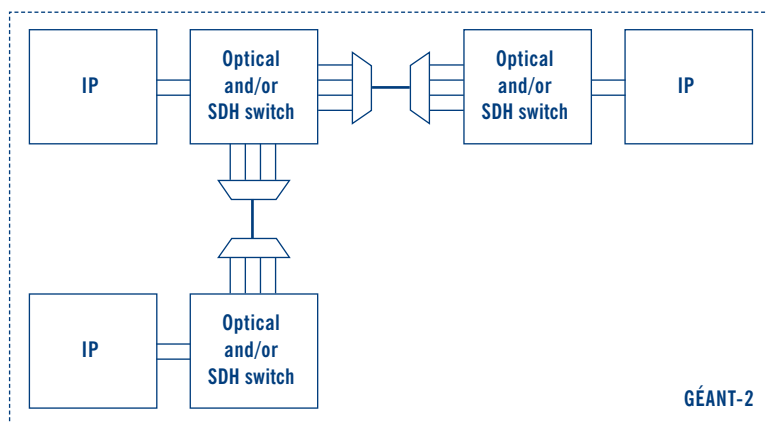 IP
Optical
and/or
SDH switch
Optical
and/or
SDH switch
IP
IP
Optical
and/or
SDH switch
GÉANT-2